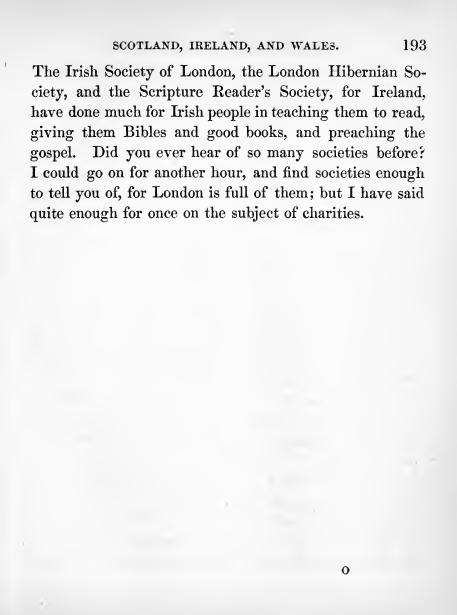 SCOTLAND, IRELAND, AND WALES. 193
The Irish Society of London, the London Hibernian So-
ciety, and the Scripture Reader's Society, for Ireland,
have done much for Irish people in teaching them to read,
giving them Bibles and good books, and preaching the
gospel. Did you ever hear of so many societies before?
I could go on for another hour, and find societies enough
to tell you of, for London is full of them; but I have said
quite enough for once on the subject of charities.
O